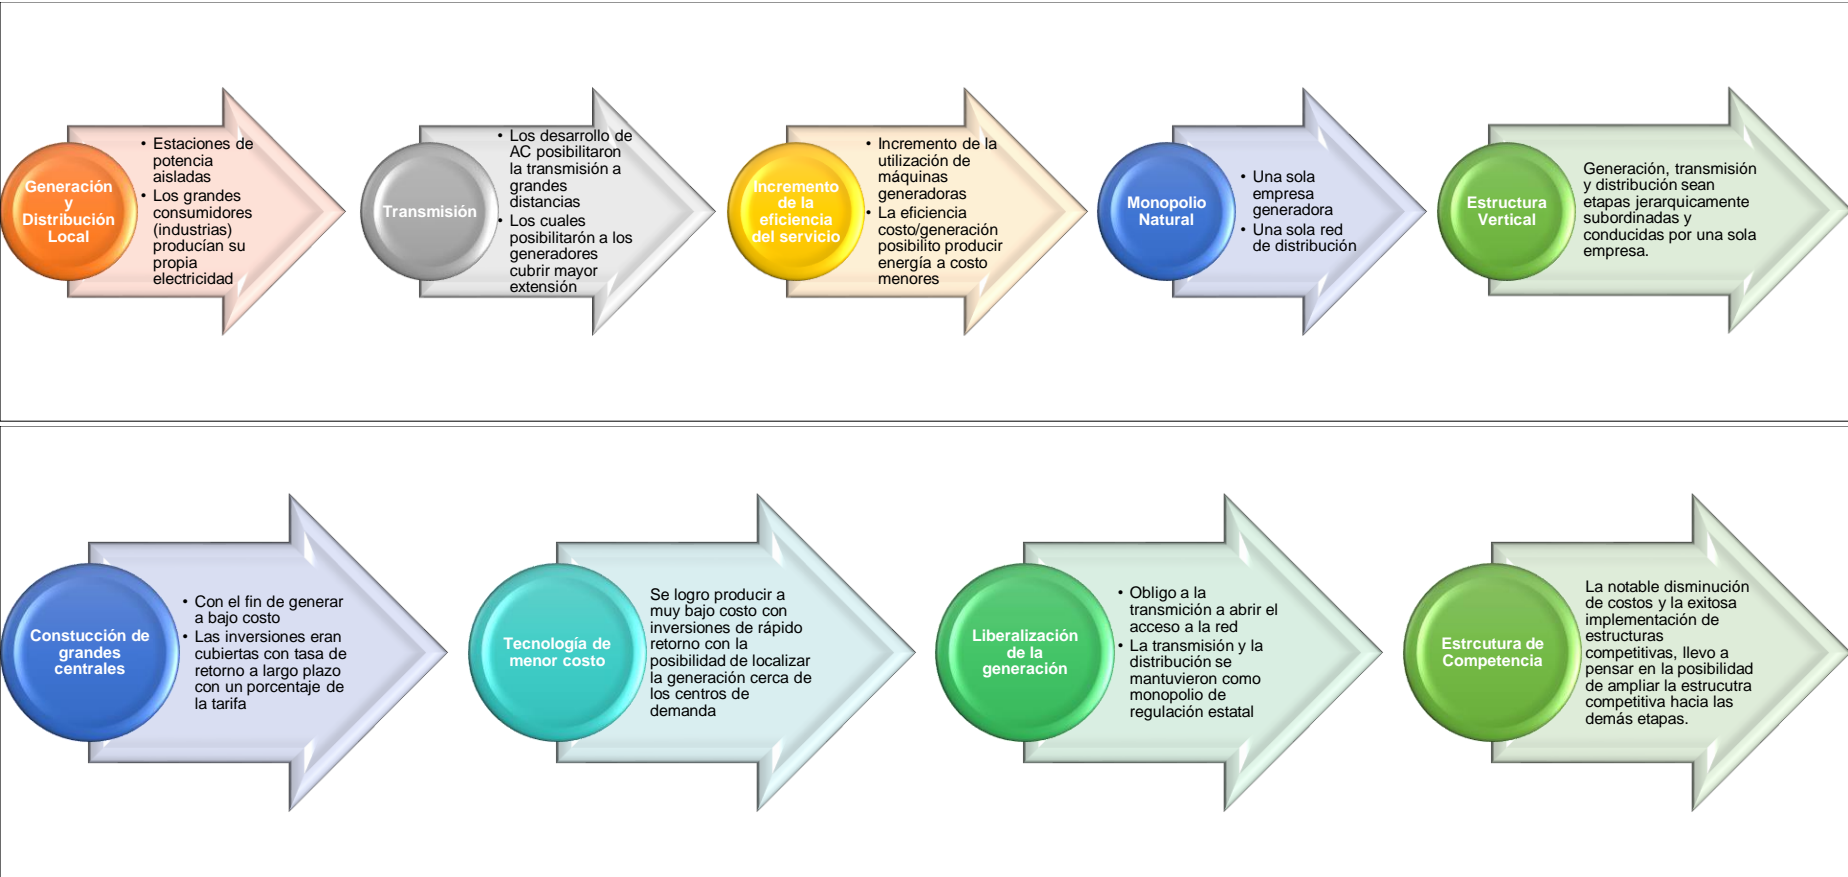 Generación
y
Distribución
Local
• Estaciones de
potencia
aisladas
• Los grandes
consumidores
(industrias)
producían su
propia
electricidad
Transmisión
• Los desarrollo de
AC posibilitaron
la transmisión a
grandes
distancias
• Los cuales
posibilitarón a los
generadores
cubrir mayor
extensión
Incremento
de la
eficiencia
del servicio
• Incremento de la
utilización de
máquinas
generadoras
• La eficiencia
costo/generación
posibilito producir
energía a costo
menores
Monopolio
Natural
• Una sola
empresa
generadora
• Una sola red
de distribución
Estructura
Vertical
Generación, transmisión
y distribución sean
etapas jerarquicamente
subordinadas y
conducidas por una sola
empresa.
Constucción de
grandes
centrales
• Con el fin de generar
a bajo costo
• Las inversiones eran
cubiertas con tasa de
retorno a largo plazo
con un porcentaje de
la tarifa
Tecnología de
menor costo
Se logro producir a
muy bajo costo con
inversiones de rápido
retorno con la
posibilidad de localizar
la generación cerca de
los centros de
demanda
Liberalización
de la
generación
• Obligo a la
transmición a abrir el
acceso a la red
• La transmisión y la
distribución se
mantuvieron como
monopolio de
regulación estatal
Estrcutura de
Competencia
La notable disminución
de costos y la exitosa
implementación de
estructuras
competitivas, llevo a
pensar en la posibilidad
de ampliar la estrucutra
competitiva hacia las
demás etapas.